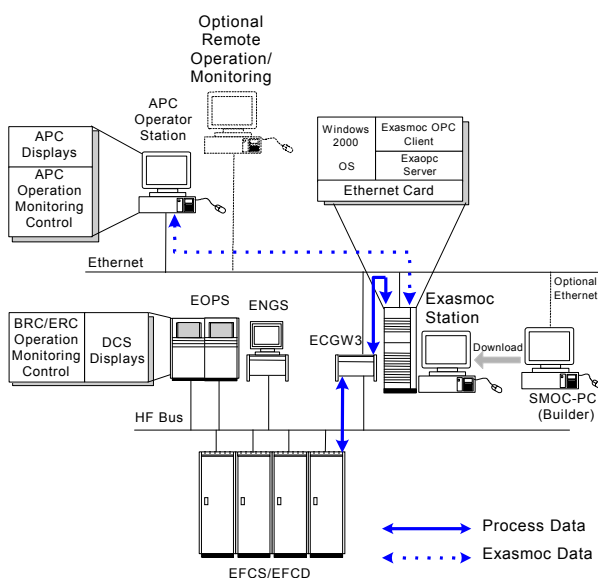 Optional
Remote
Operation/
Monitoring
APC
Operator
Station
APC
Displays
APC
Operation
Monitoring
Control
Windows
2000
OS
Exasmoc OPC
Client
Exaopc
Server
Ethernet Card
Ethernet
Optional
Ethernet
BRC/ERC
Operation
Monitoring
Control
DCS
Displays
EOPS
ENGS
ECGW3
Exasmoc
Station
Download
SMOC-PC
(Builder)
HF Bus
EFCS/EFCD
Process Data
Exasmoc Data